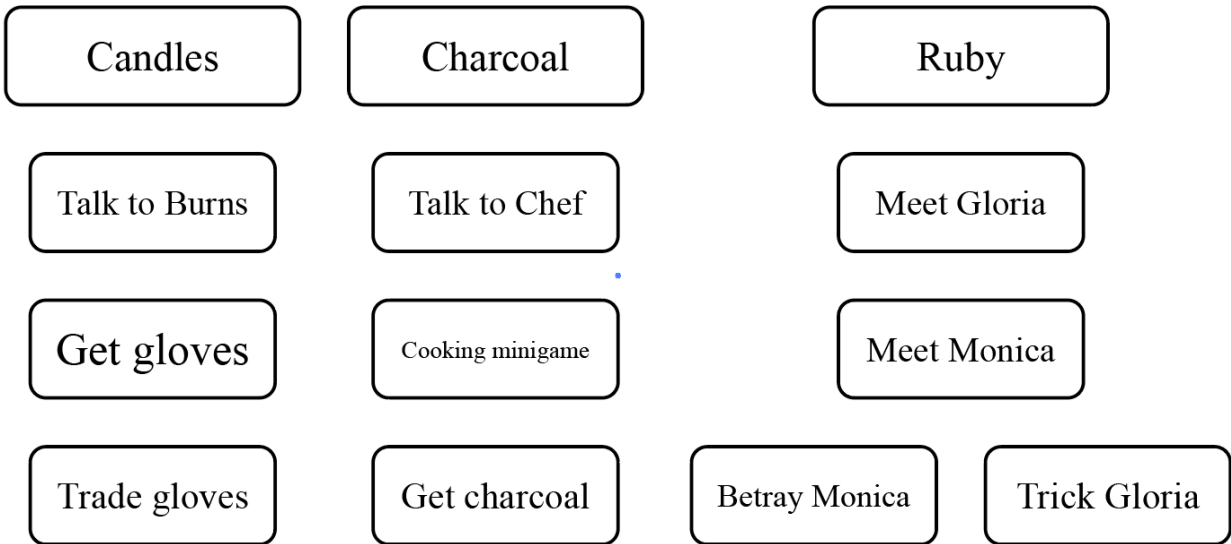 Candles
Charcoal
Ruby
Talk to Burns
Talk to Chef
Meet Gloria
Get gloves
Cooking minigame
Meet Monica
Trade gloves
Get charcoal
Betray Monica
Trick Gloria